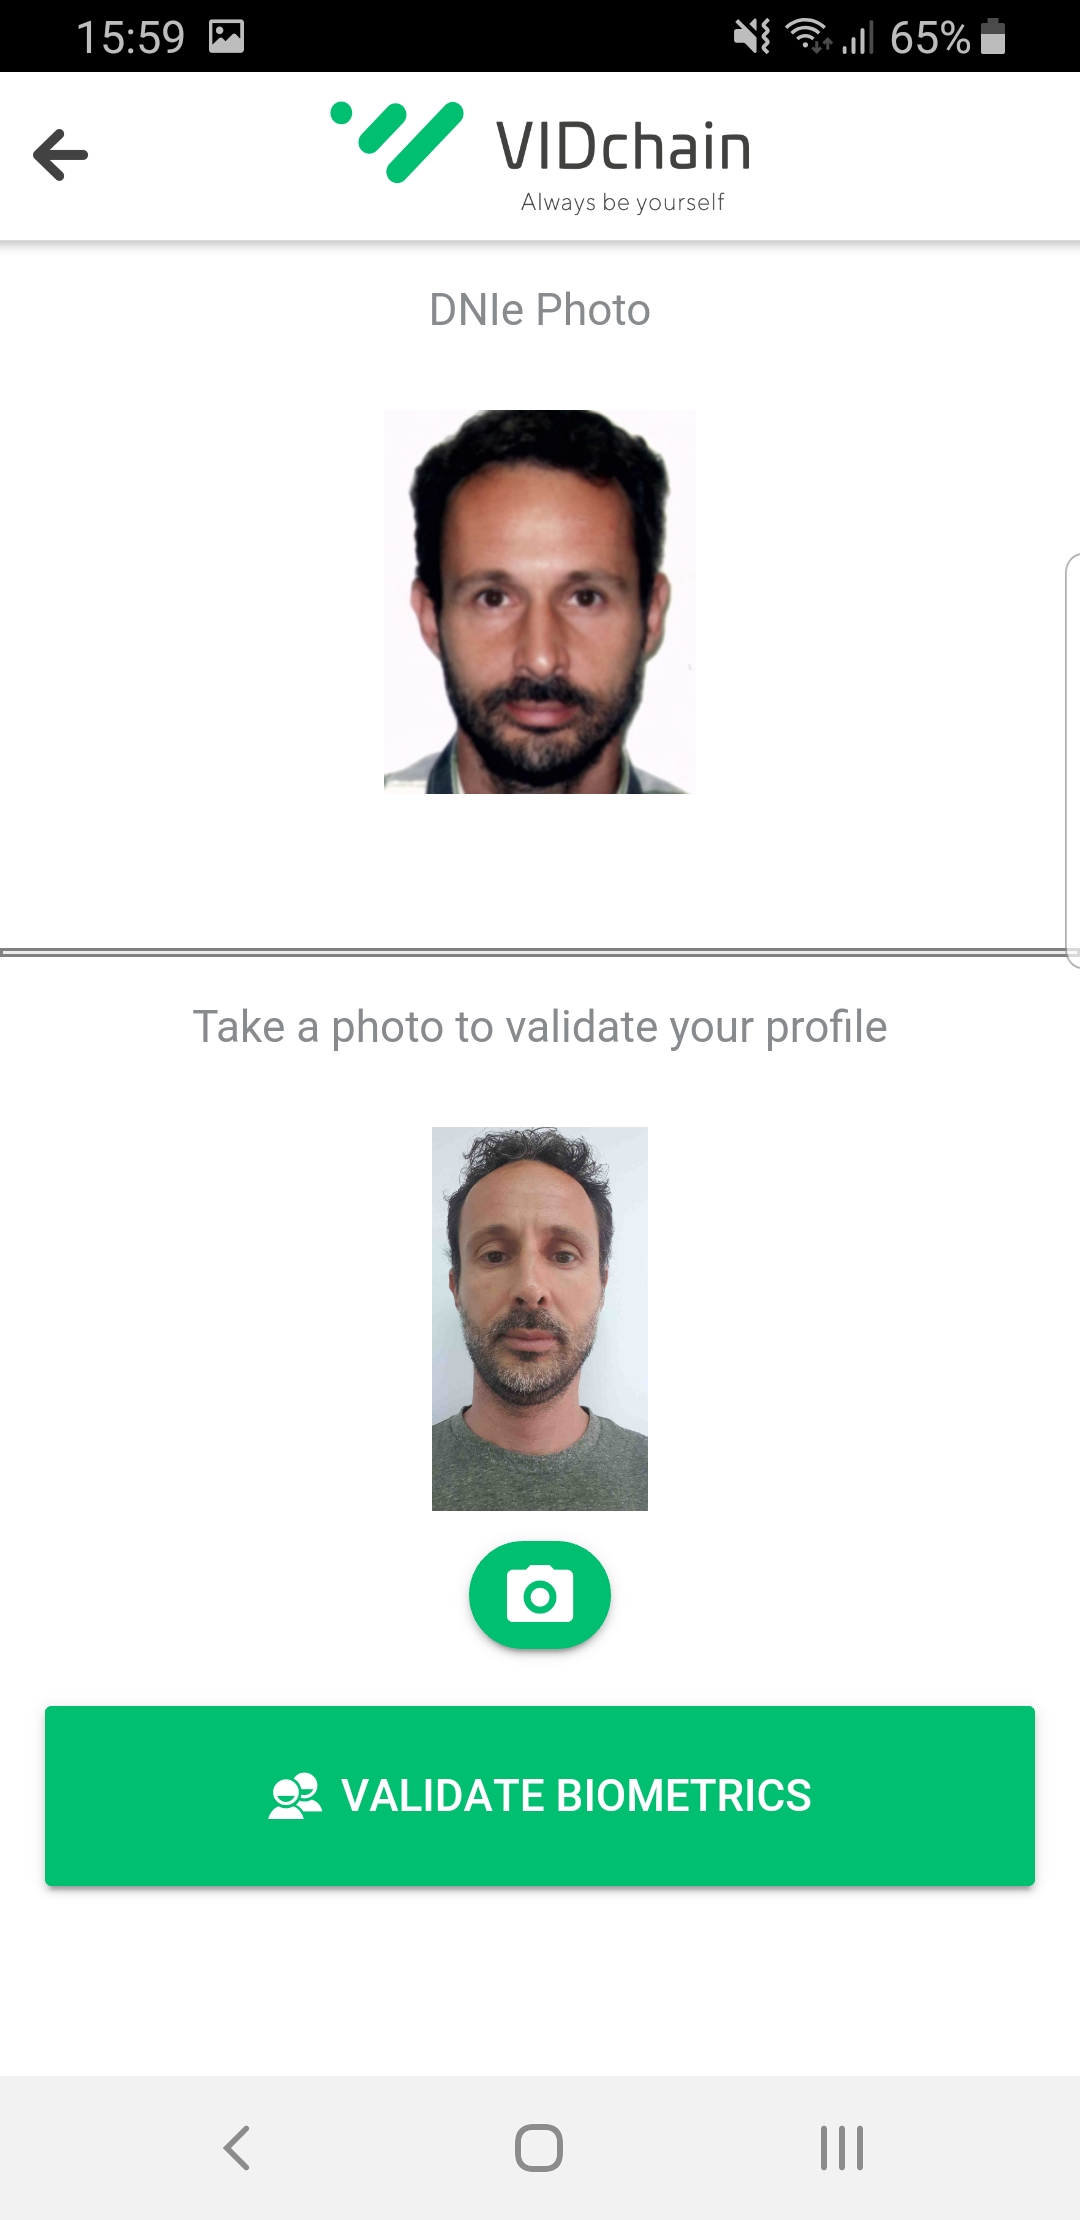 15:59
65%
VIDchain
Always be yourself
DNIe Photo
Take a photo to validate your profile
VALIDATE BIOMETRICS